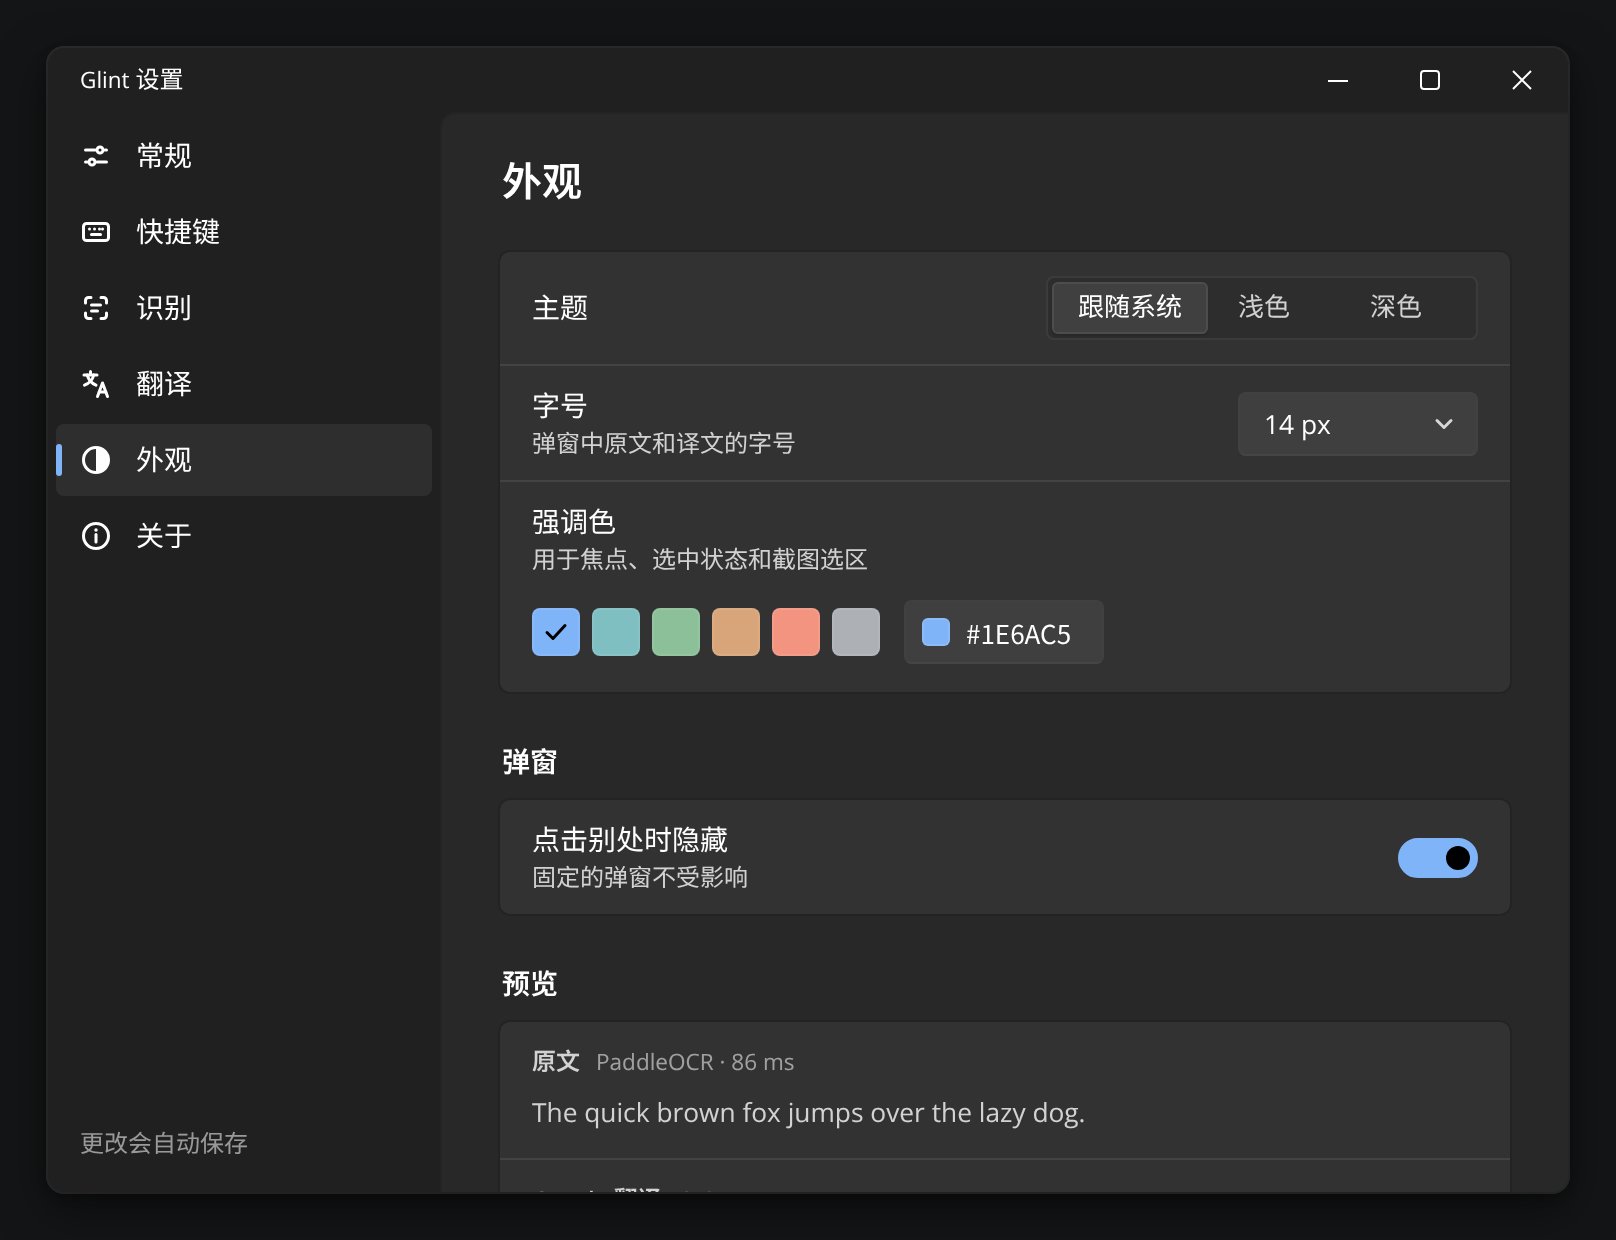 Glint 设置
常规
快捷键
识别
翻译
外观
关于
更改会自动保存
外观
主题
跟随系统 浅色 深色
字号
弹窗中原文和译文的字号
14 px
强调色
用于焦点、选中状态和截图选区
#1E6AC5
弹窗
点击别处时隐藏
固定的弹窗不受影响
预览
原文 PaddleOCR · 86 ms
The quick brown fox jumps over the lazy dog.
翻译